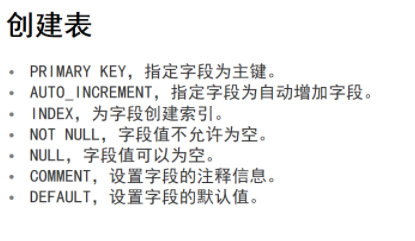 创建表
• PRIMARY KEY，指定字段为主键。
• AUTO_INCREMENT，指定字段为自动增加字段。
• INDEX，为字段创建索引。
• NOT NULL，字段值不允许为空。
• NULL，字段值可以为空。
• COMMENT，设置字段的注释信息。
• DEFAULT，设置字段的默认值。